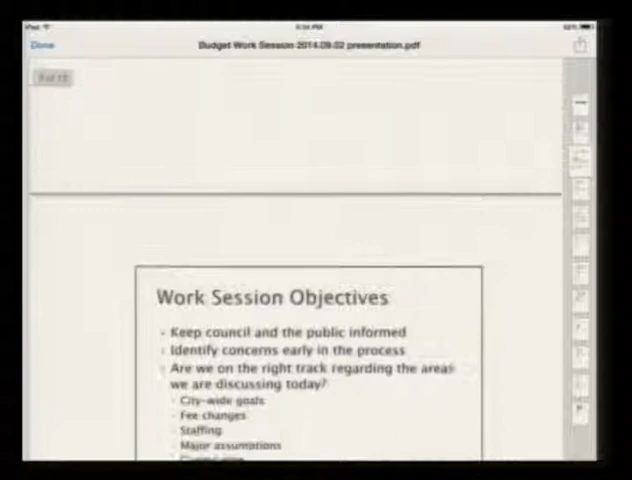 iPad
Done
Budget Work Session 2014.09.02 presentation.pdf
Work Session Objectives
Keep council and the public informed
Identify concerns early in the process
Are we on the right track regarding the areas
we are discussing today?
City-wide goals
Fee changes
Staffing
Major assumptions